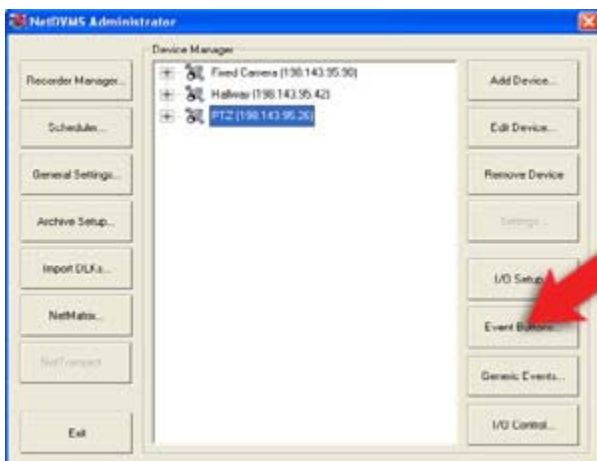 NetDVMS Administrator
Device Manager
Recorder Manager...
Scheduler...
General Settings...
Archive Setup...
Import DLKs...
NetMatrix...
NetTransact
Exit
Fixed Camera (198.143.95.90)
Hallway (198.143.95.42)
PTZ (198.143.95.26)
Add Device...
Edit Device...
Remove Device
Settings...
I/O Setup
Event Buttons...
Generic Events...
I/O Control...